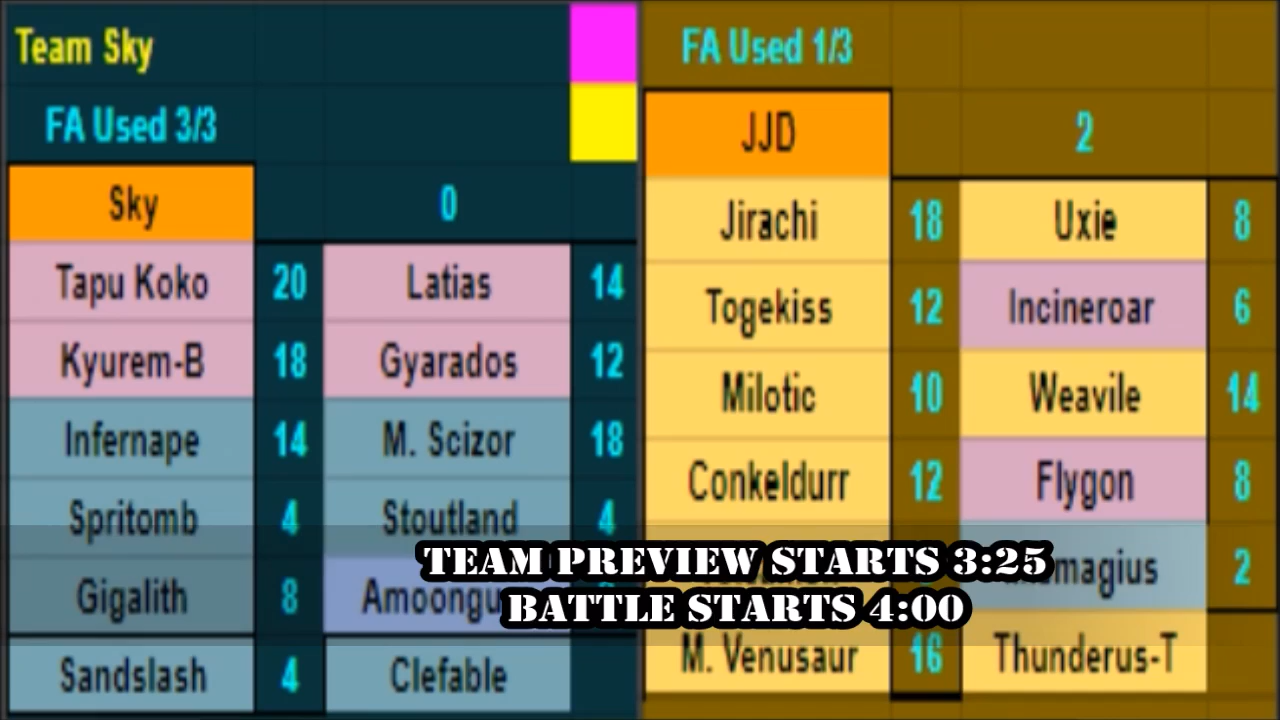 Team Sky
FA Used 3/3
Sky 0
Tapu Koko 20 Latias 14
Kyurem-B 18 Gyarados 12
Infernape 14 M. Scizor 18
Spritomb 4 Stoutland 4
Gigalith 8
Sandslash 4 Clefable
FA Used 1/3
JJD 2
Jirachi 18 Uxie 8
Togekiss 12 Incineroar 6
Milotic 10 Weavile 14
Conkeldurr 12 Flygon 8
2
M. Venusaur 16 Thunderus-T
TEAM PREVIEW STARTS 3:25
BATTLE STARTS 4:00